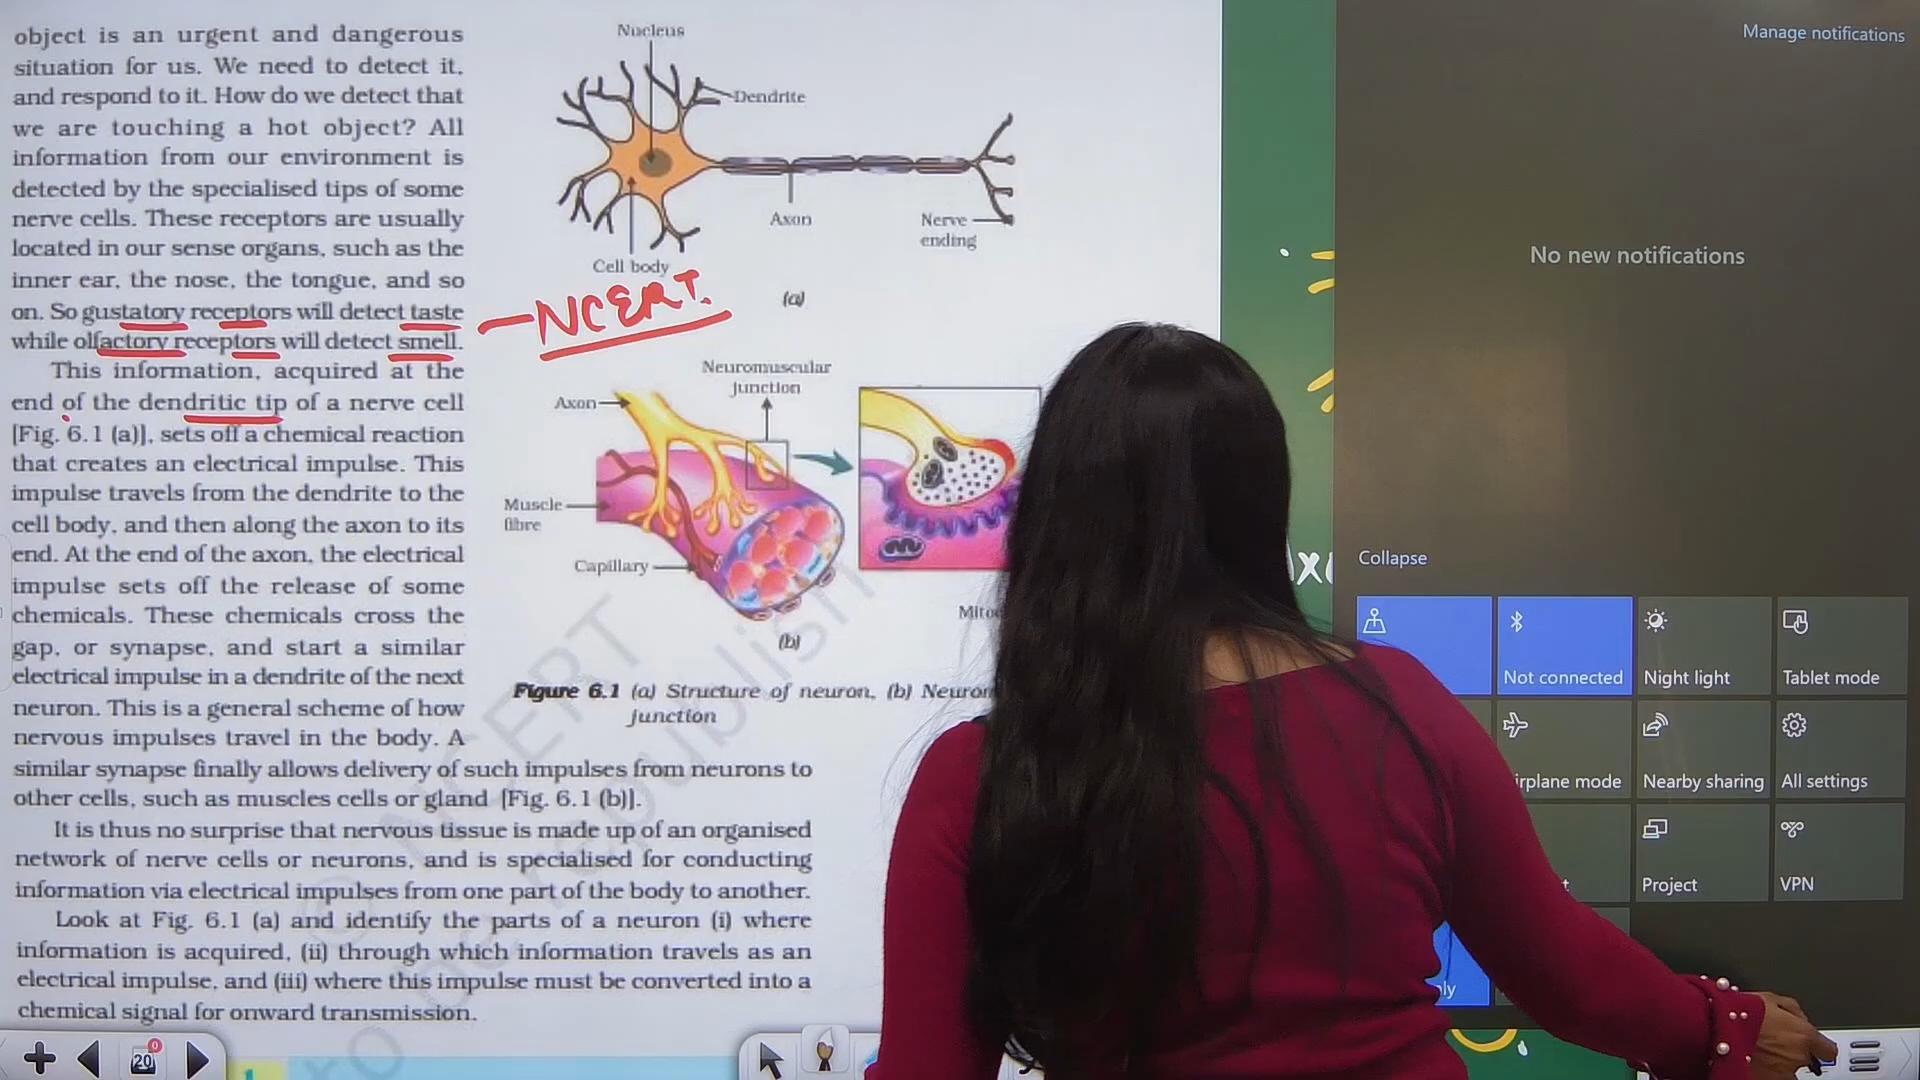 object is an urgent and dangerous
situation for us. We need to detect it,
and respond to it. How do we detect that
we are touching a hot object? All
information from our environment is
detected by the specialised tips of some
nerve cells. These receptors are usually
located in our sense organs, such as the
inner ear, the nose, the tongue, and so
on. So gustatory receptors will detect taste
while olfactory receptors will detect smell.
This information, acquired at the
end of the dendritic tip of a nerve cell
[Fig. 6.1 (a)], sets off a chemical reaction
that creates an electrical impulse. This
impulse travels from the dendrite to the
cell body, and then along the axon to its
end. At the end of the axon, the electrical
impulse sets off the release of some
chemicals. These chemicals cross the
gap, or synapse, and start a similar
electrical impulse in a dendrite of the next
neuron. This is a general scheme of how
nervous impulses travel in the body. A
similar synapse finally allows delivery of such impulses from neurons to
other cells, such as muscles cells or gland [Fig. 6.1 (b)].
It is thus no surprise that nervous tissue is made up of an organised
network of nerve cells or neurons, and is specialised for conducting
information via electrical impulses from one part of the body to another.
Look at Fig. 6.1 (a) and identify the parts of a neuron (i) where
information is acquired, (ii) through which information travels as an
electrical impulse, and (iii) where this impulse must be converted into a
chemical signal for onward transmission.
Nucleus
Dendrite
Axon
Nerve
ending
Cell body
(a)
NCERT.
Neuromuscular
junction
Axon
Muscle
fibre
Capillary
(b)
Figure 6.1 (a) Structure of neuron, (b)
junction
© NCERT
republish
20
0
Manage notifications
No new notifications
Collapse
Not connected
Night light
Tablet mode
Nearby sharing
All settings
Project
VPN